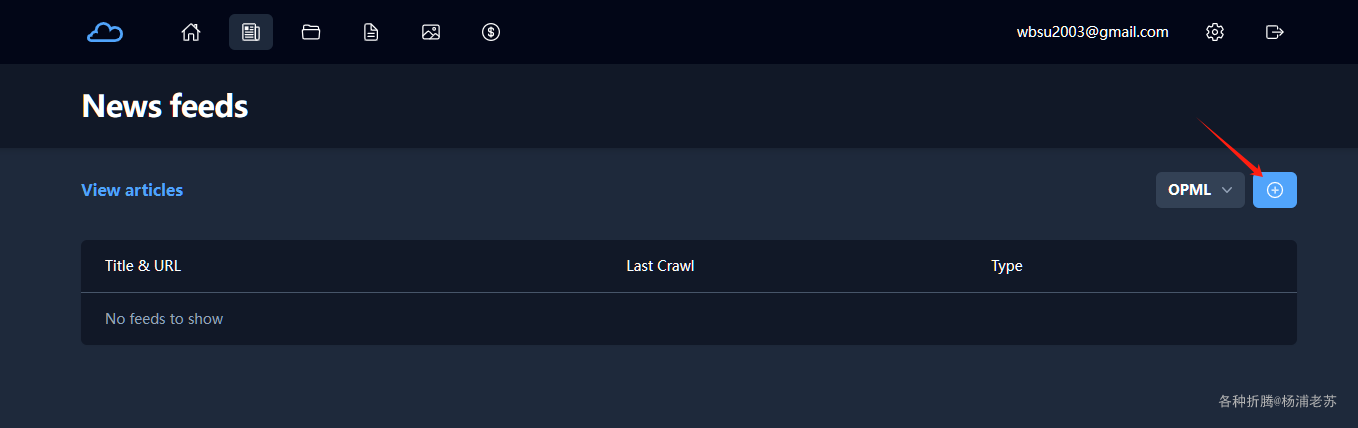 wbsu2003@gmail.com
News feeds
View articles
OPML
Title & URL Last Crawl Type
No feeds to show
各种折腾@杨浦老苏